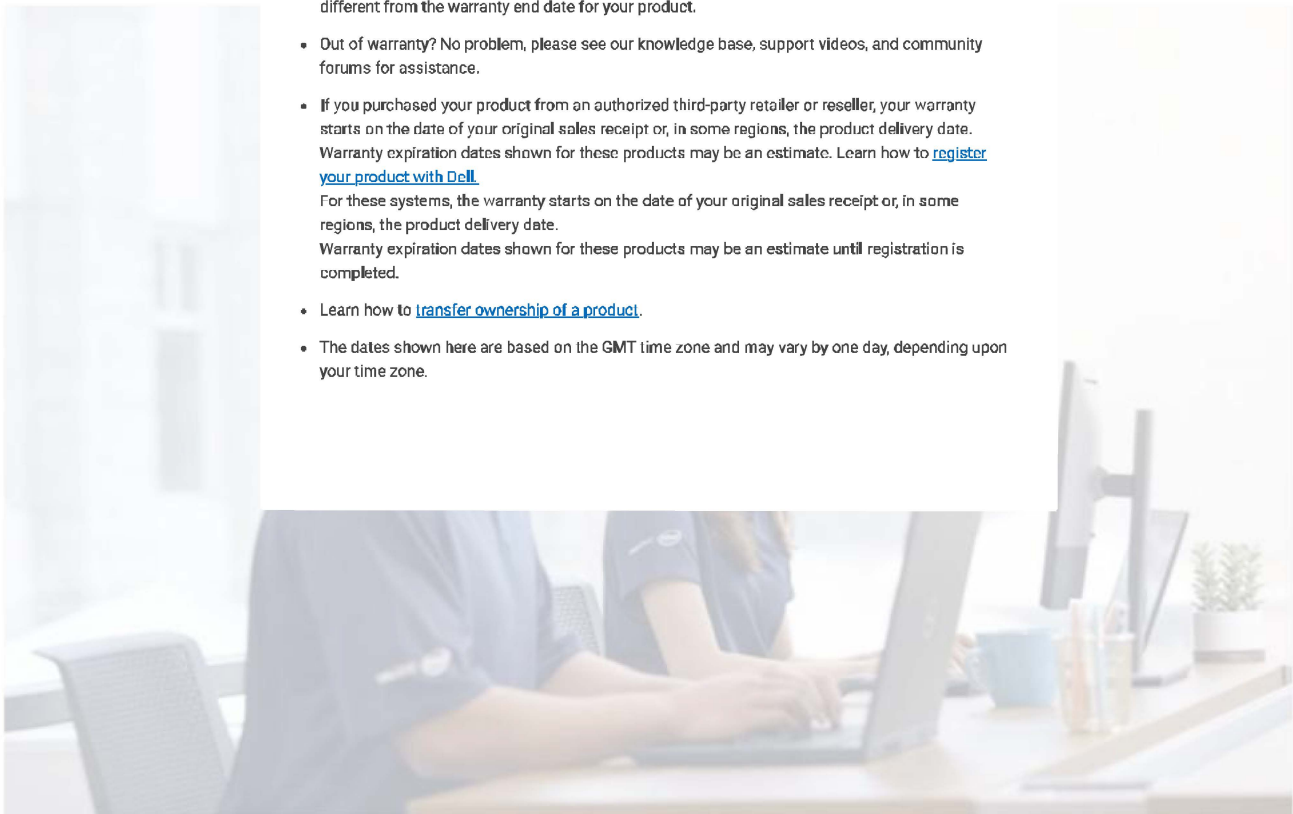 different from the warranty end date for your product.
• Out of warranty? No problem, please see our knowledge base, support videos, and community
forums for assistance.
• If you purchased your product from an authorized third-party retailer or reseller, your warranty
starts on the date of your original sales receipt or, in some regions, the product delivery date.
Warranty expiration dates shown for these products may be an estimate. Learn how to register
your product with Dell.
For these systems, the warranty starts on the date of your original sales receipt or, in some
regions, the product delivery date.
Warranty expiration dates shown for these products may be an estimate until registration is
completed.
• Learn how to transfer ownership of a product.
• The dates shown here are based on the GMT time zone and may vary by one day, depending upon
your time zone.